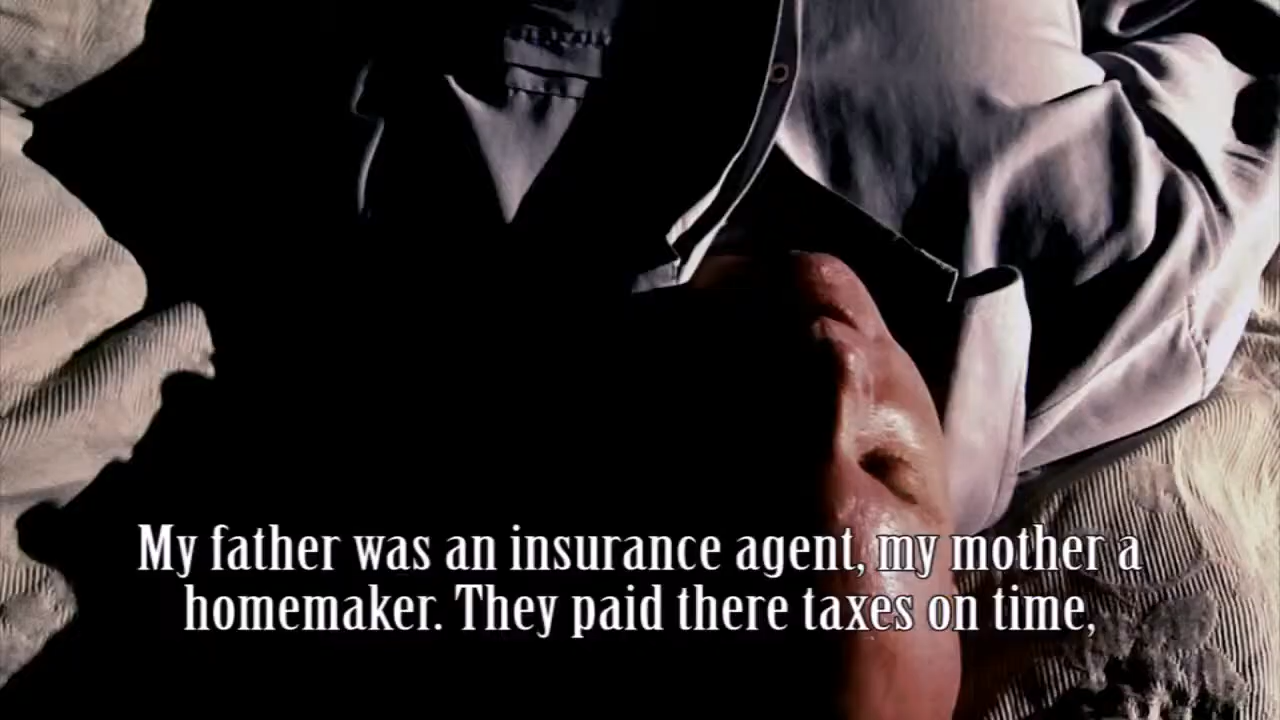 My father was an insurance agent, my mother a
homemaker. They paid there taxes on time,